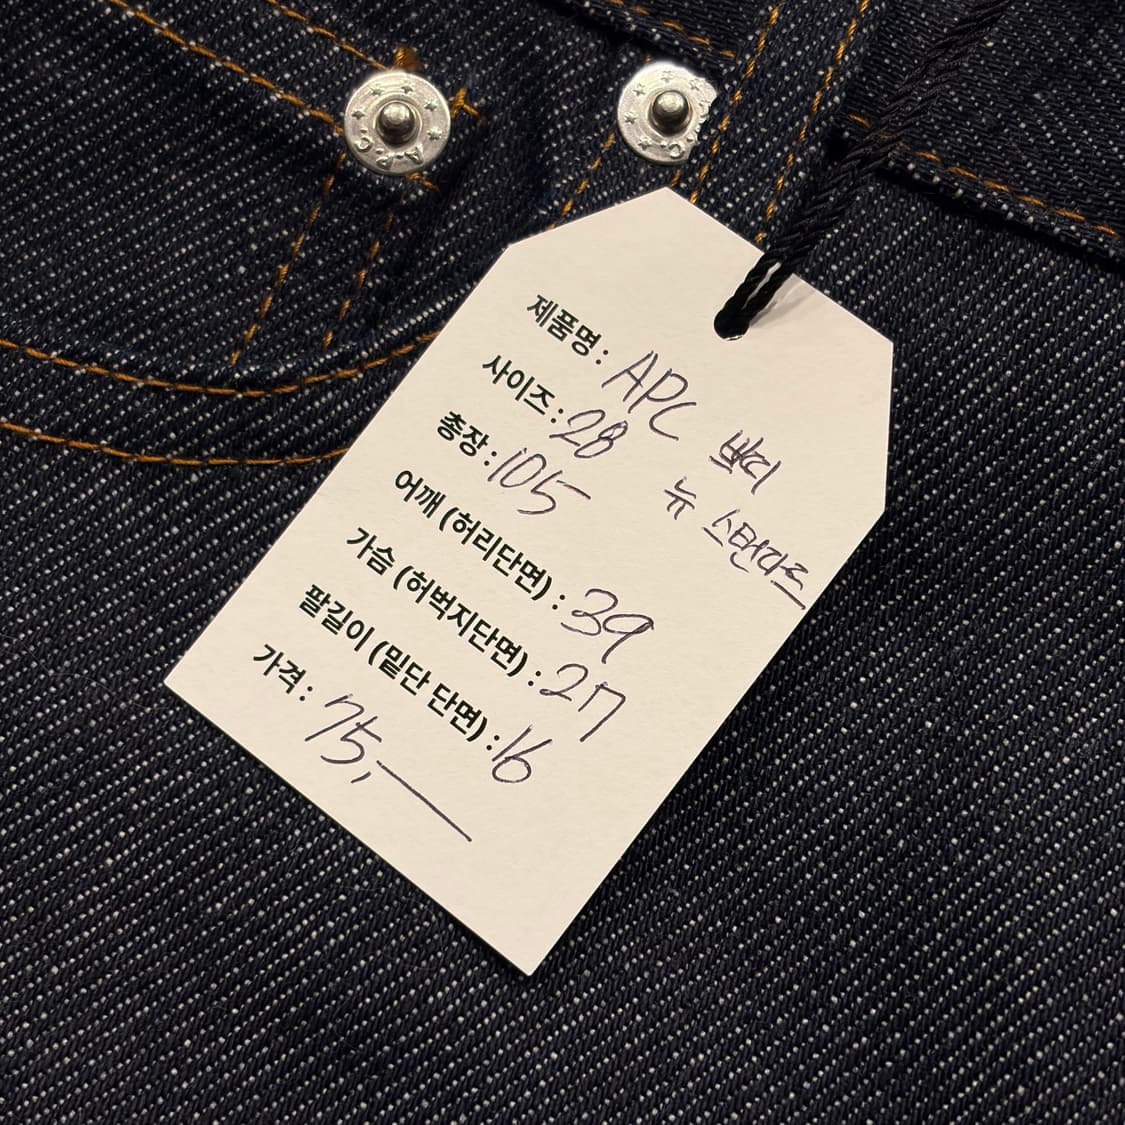 A.P.C.
제품명 : APC 쁘띠
뉴 스탠다드
사이즈 : 28
총장 : 105
어깨 (허리단면) : 39
가슴 (허벅지단면) : 27
팔길이 (밑단 단면) : 16
가격 : 75,—